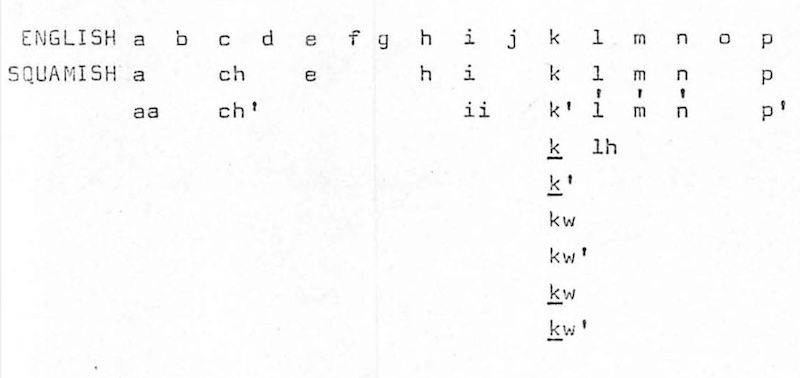 ENGLISH a b c d e f g h i j k l m n o p
SQUAMISH a ch e h i k l m n p
aa ch' ii k' l̓ m̓ n̓ p'
k̲ lh
k̲'
kw
kw'
k̲w
k̲w'